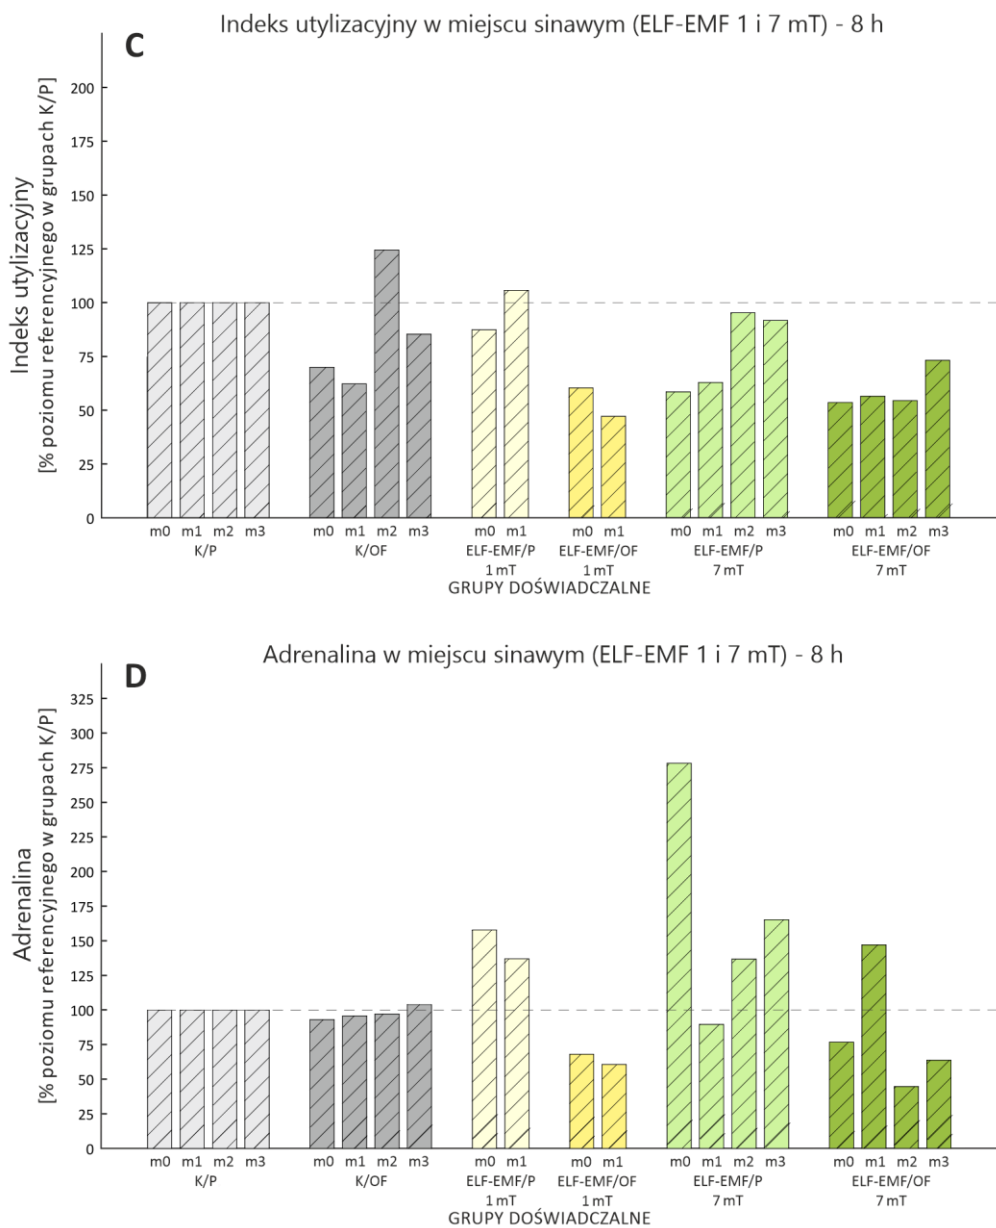 C
Indeks utylizacyjny w miejscu sinawym (ELF-EMF 1 i 7 mT) - 8 h
Indeks utylizacyjny
[% poziomu referencyjnego w grupach K/P]
200
175
150
125
100
75
50
25
0
m0 m1 m2 m3 m0 m1 m2 m3 m0 m1 m0 m1 m0 m1 m2 m3 m0 m1 m2 m3
K/P K/OF ELF-EMF/P ELF-EMF/OF ELF-EMF/P ELF-EMF/OF
1 mT 1 mT 7 mT 7 mT
GRUPY DOŚWIADCZALNE
D
Adrenalina w miejscu sinawym (ELF-EMF 1 i 7 mT) - 8 h
Adrenalina
[% poziomu referencyjnego w grupach K/P]
325
300
275
250
225
200
175
150
125
100
75
50
25
0
m0 m1 m2 m3 m0 m1 m2 m3 m0 m1 m0 m1 m0 m1 m2 m3 m0 m1 m2 m3
K/P K/OF ELF-EMF/P ELF-EMF/OF ELF-EMF/P ELF-EMF/OF
1 mT 1 mT 7 mT 7 mT
GRUPY DOŚWIADCZALNE